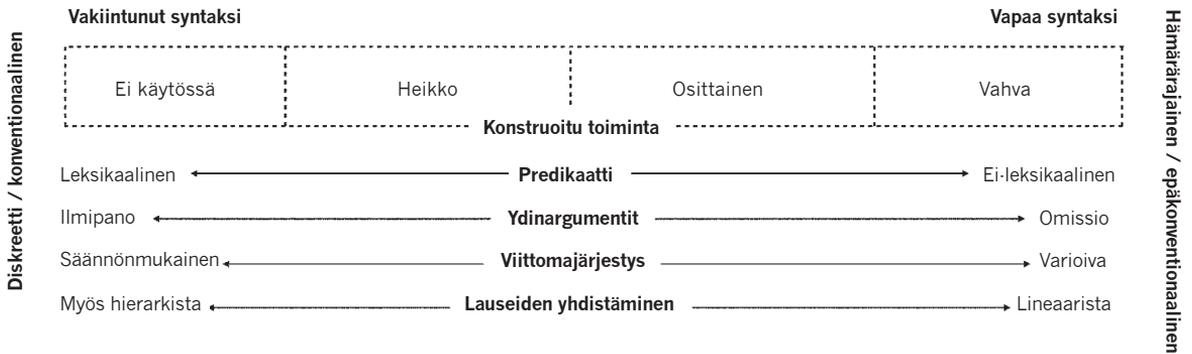 Vakiintunut syntaksi
Vapaa syntaksi
Diskreetti / konventionaalinen
Hämärärajainen / epäkonventionaalinen
Ei käytössä
Heikko
Osittainen
Vahva
Konstruoitu toiminta
Leksikaalinen Predikaatti Ei-leksikaalinen
Ilmipano Ydinargumentit Omissio
Säännönmukainen Viittomajärjestys Varioiva
Myös hierarkista Lauseiden yhdistäminen Lineaarista